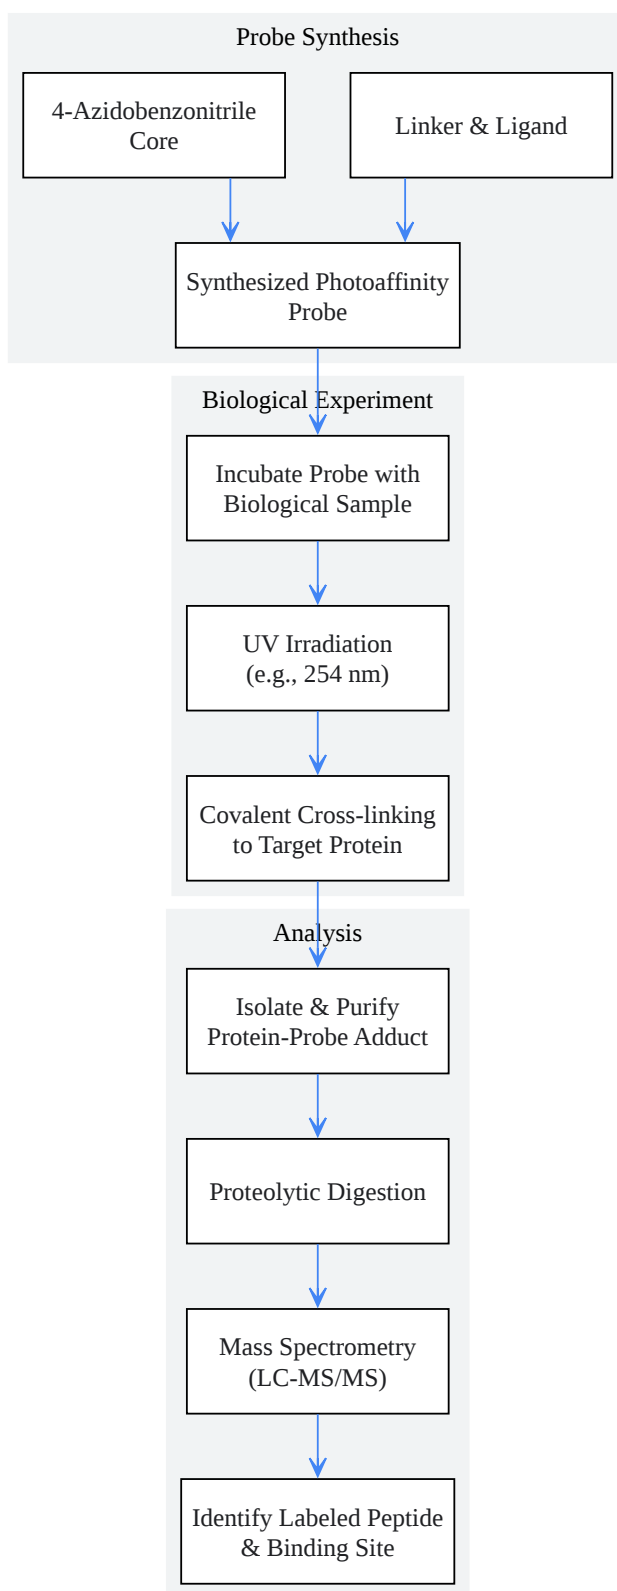 Probe Synthesis
4-Azidobenzonitrile
Core
Linker & Ligand
Synthesized Photoaffinity
Probe
Biological Experiment
Incubate Probe with
Biological Sample
UV Irradiation
(e.g., 254 nm)
Covalent Cross-linking
to Target Protein
Analysis
Isolate & Purify
Protein-Probe Adduct
Proteolytic Digestion
Mass Spectrometry
(LC-MS/MS)
Identify Labeled Peptide
& Binding Site